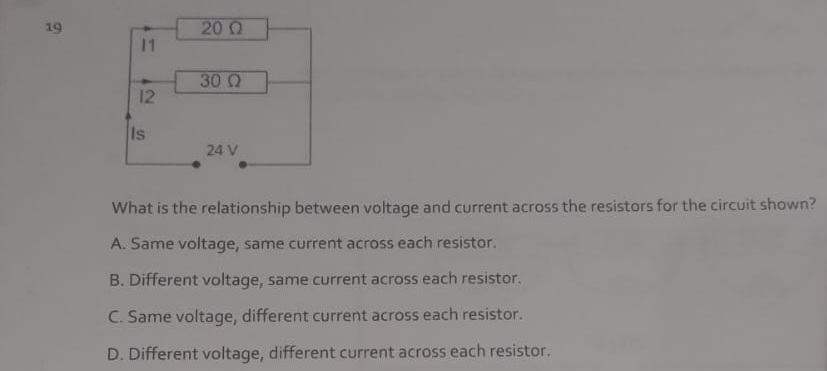 19
20 Ω
I1
30 Ω
I2
Is
24 V
What is the relationship between voltage and current across the resistors for the circuit shown?
A. Same voltage, same current across each resistor.
B. Different voltage, same current across each resistor.
C. Same voltage, different current across each resistor.
D. Different voltage, different current across each resistor.